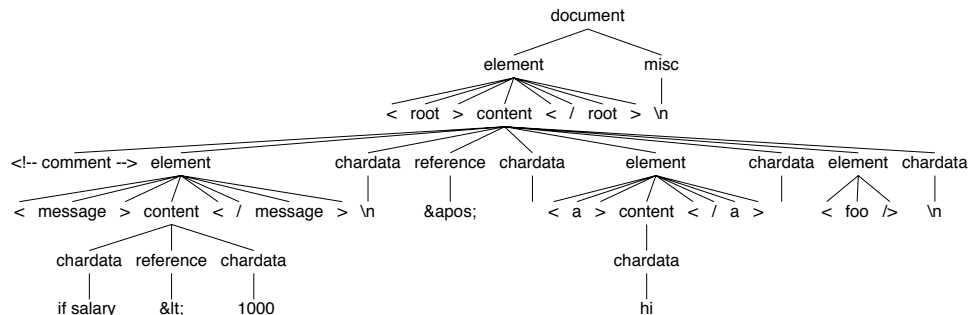 document
element misc
< root > content < / root > \n
<!-- comment --> element chardata reference chardata element chardata element chardata
< message > content < / message > \n &apos; < a > content < / a > < foo /> \n
chardata reference chardata chardata
if salary &lt; 1000 hi